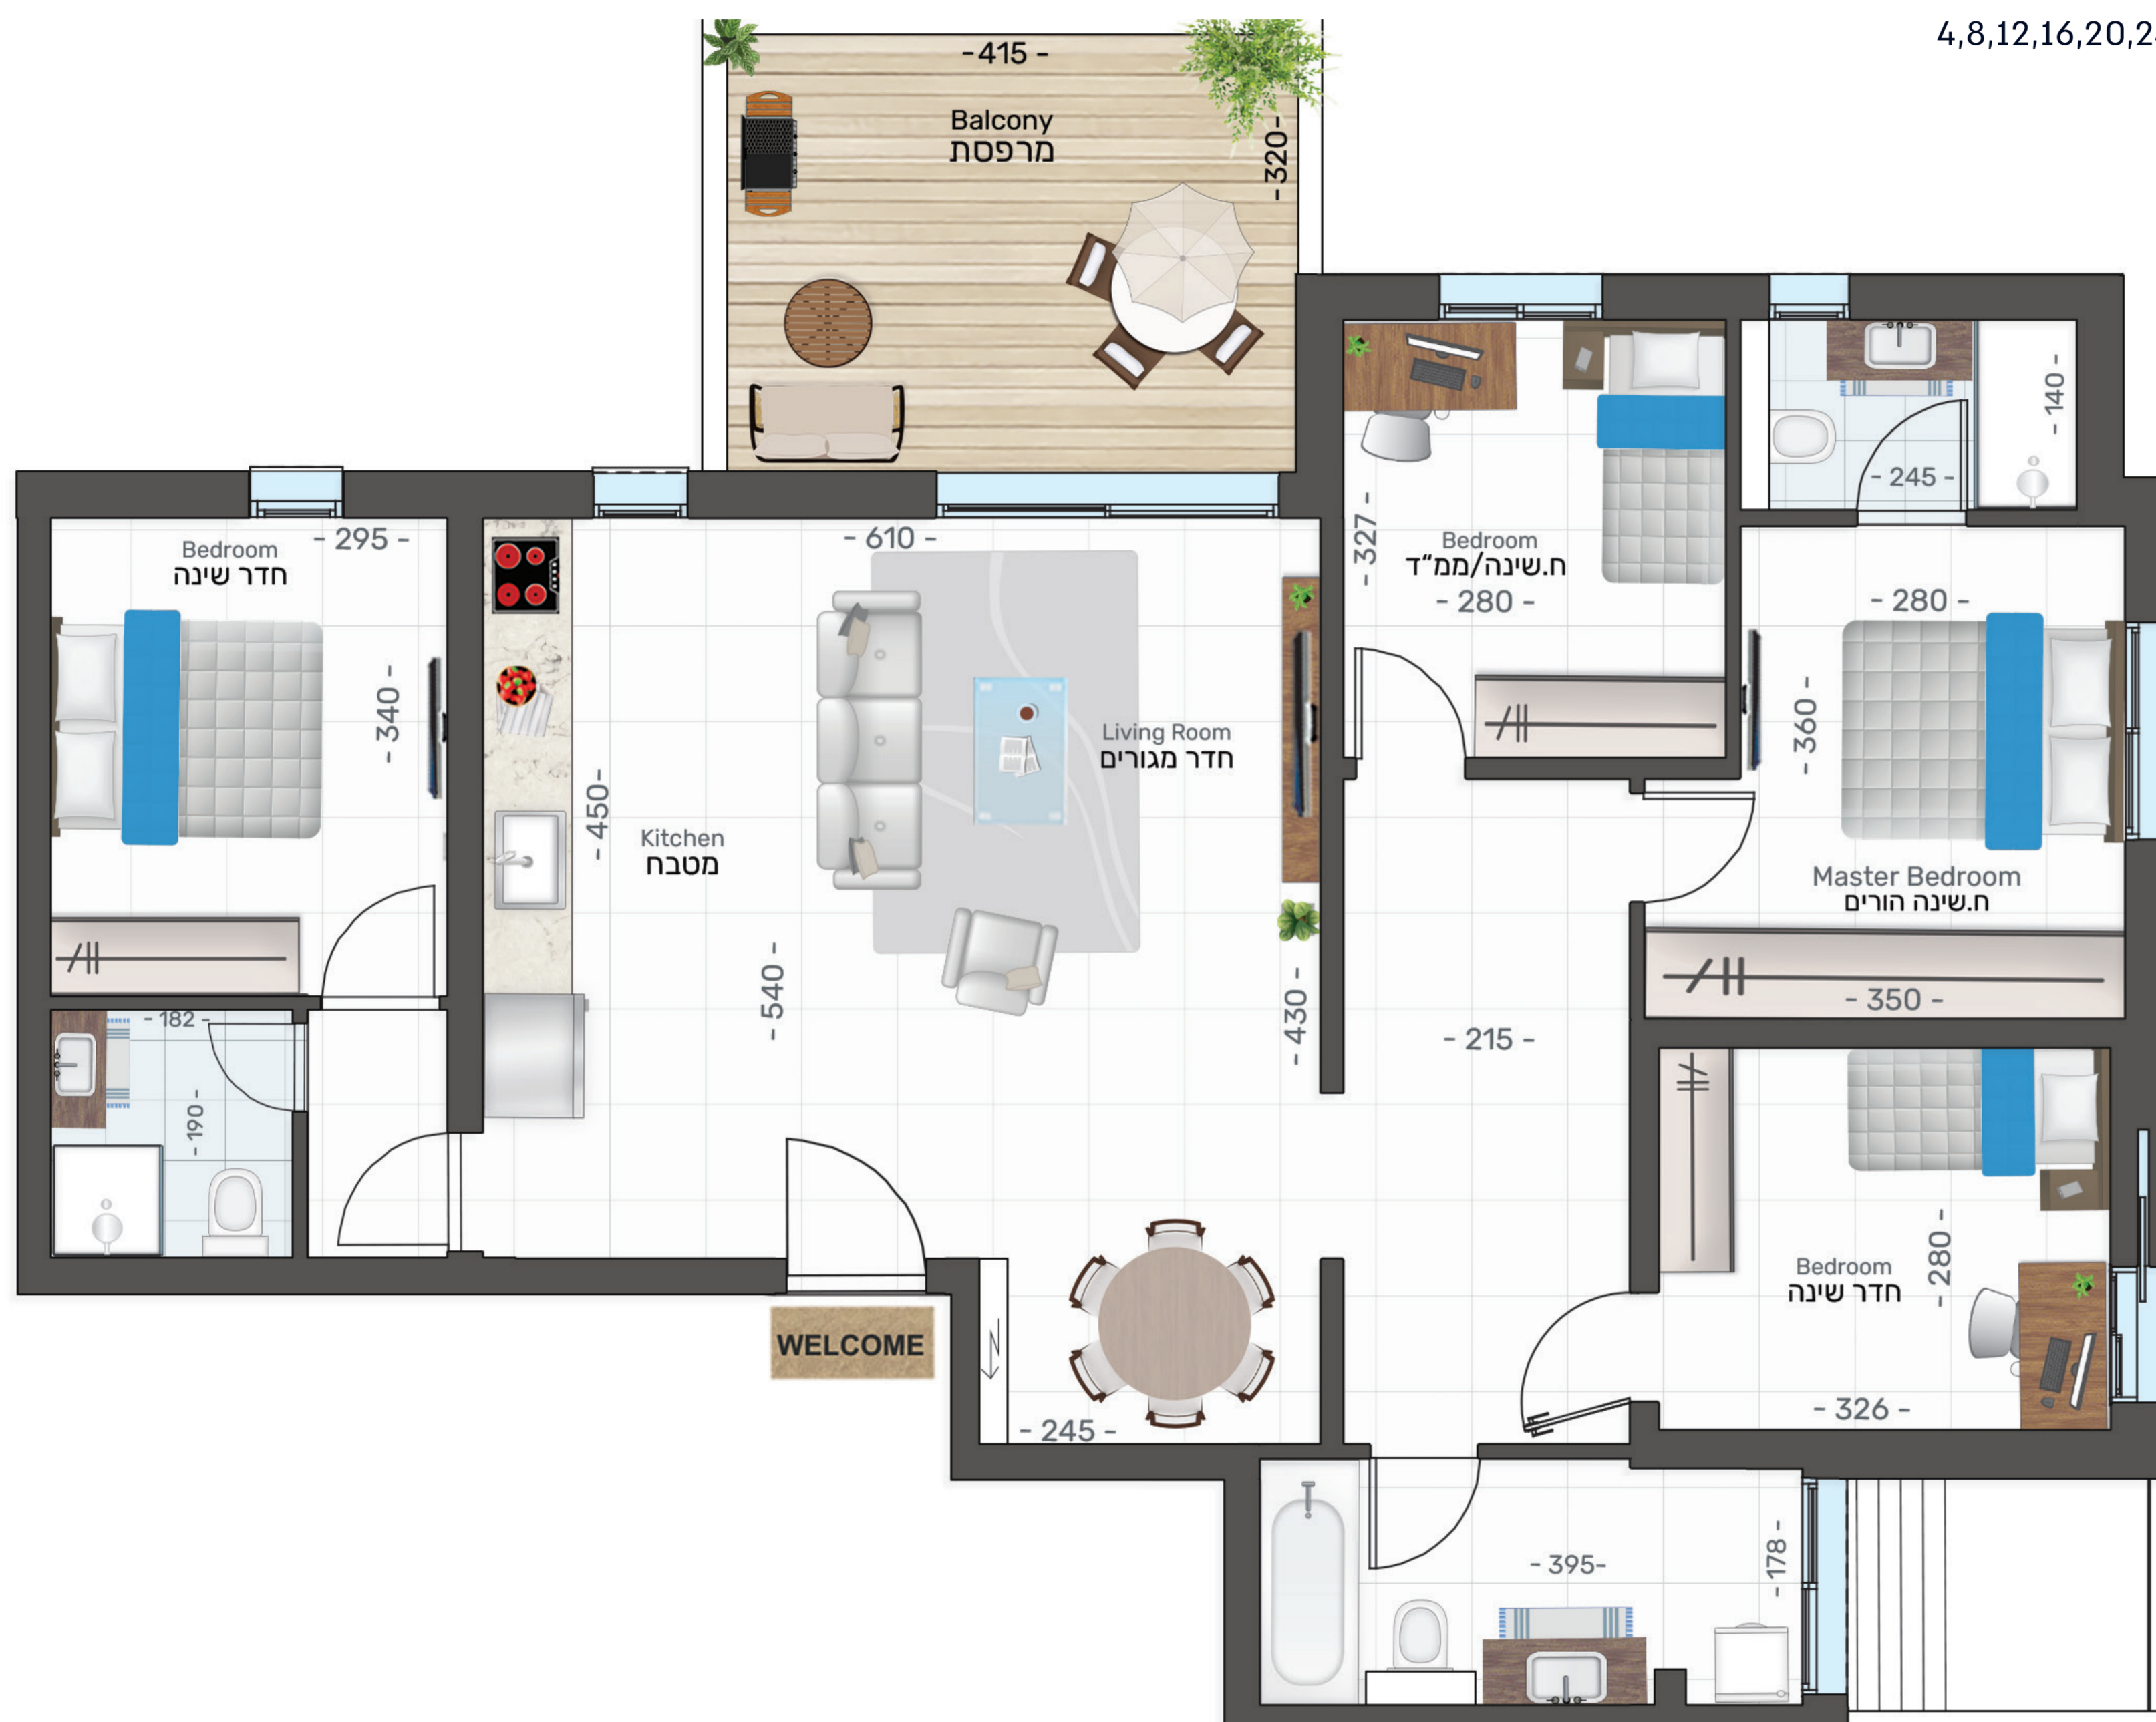 4,8,12,16,20,2
-415 -
Balcony
מרפסת
-320-
Bedroom
חדר שינה
- 295 -
- 340 -
- 610 -
-450-
Kitchen
מטבח
Living Room
חדר מגורים
- 540 -
- 430 -
- 327 -
Bedroom
ח.שינה/ממ״ד
- 280 -
- 140 -
- 245 -
- 280 -
- 360 -
Master Bedroom
ח.שינה הורים
- 350 -
- 182 -
- 190 -
- 215 -
Bedroom
חדר שינה
-280 -
- 326 -
WELCOME
- 245 -
- 395-
- 178 -